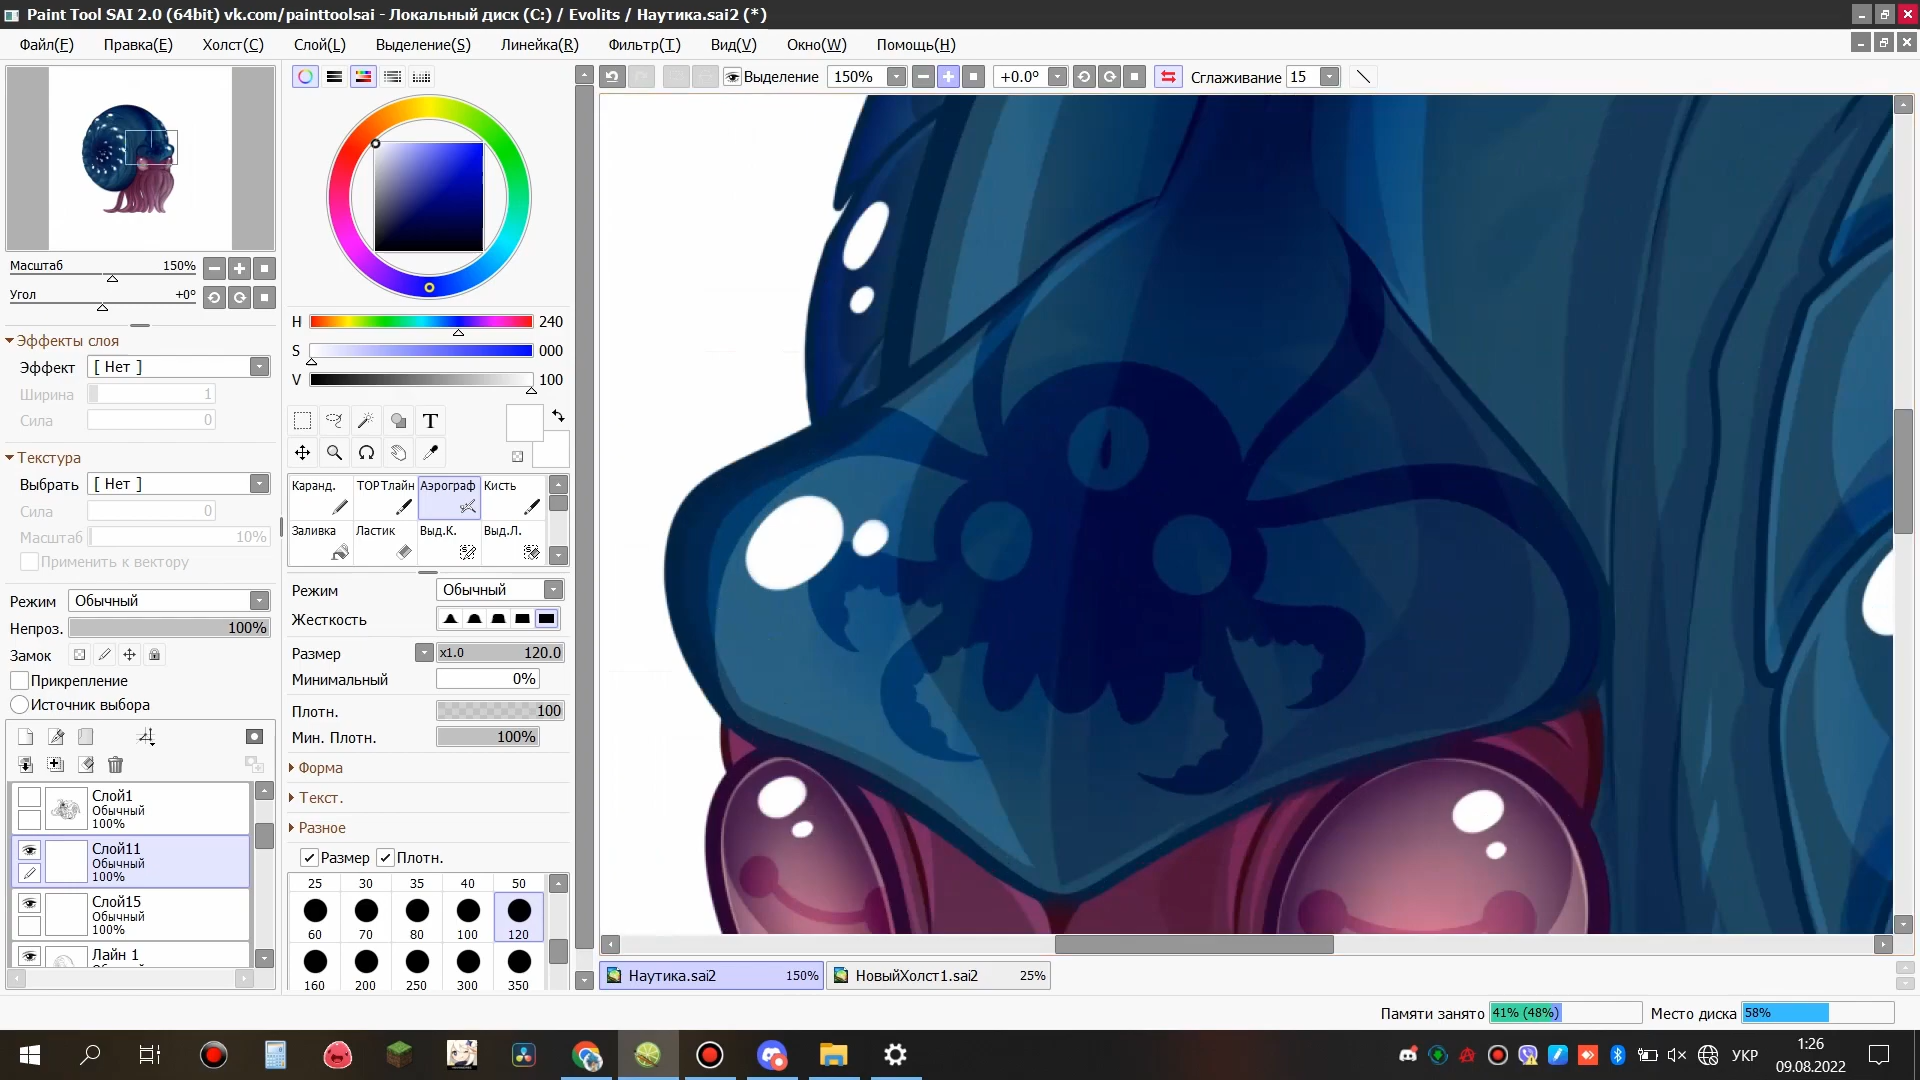 Paint Tool SAI 2.0 (64bit) vk.com/painttoolsai - Локальный диск (C:) / Evolits / Наутика.sai2 (*)
Файл(F) Правка(E) Холст(C) Слой(L) Выделение(S) Линейка(R) Фильтр(T) Вид(V) Окно(W) Помощь(H)
Выделение 150% +0.0° Сглаживание 15
Масштаб 150%
Угол +0°
Эффекты слоя
Эффект [ Нет ]
Ширина 1
Сила 0
Текстура
Выбрать [ Нет ]
Сила 0
Масштаб 10%
Применить к вектору
Режим Обычный
Непроз. 100%
Замок
Прикрепление
Источник выбора
Слой1
Обычный
100%
Слой11
Обычный
100%
Слой15
Обычный
100%
Лайн 1
H 240
S 000
V 100
T
Каранд. ТОРТлайн Аэрограф Кисть
Заливка Ластик Выд.К. Выд.Л.
Режим Обычный
Жесткость
Размер x1.0 120.0
Минимальный 0%
Плотн. 100
Мин. Плотн. 100%
Форма
Текст.
Разное
Размер Плотн.
25 30 35 40 50
60 70 80 100 120
160 200 250 300 350
Наутика.sai2 150% НовыйХолст1.sai2 25%
Памяти занято 41% (48%) Место диска 58%
УКР
1:26
09.08.2022